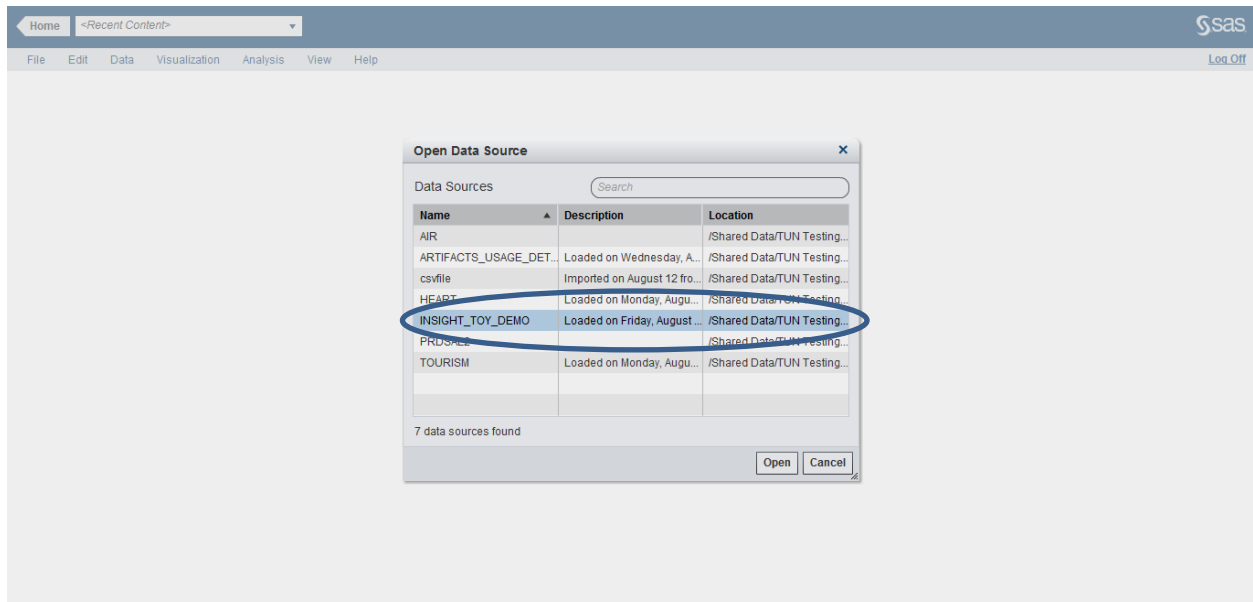 Home <Recent Content> sas
File Edit Data Visualization Analysis View Help Log Off
Open Data Source
Data Sources Search
Name Description Location
AIR /Shared Data/TUN Testing...
ARTIFACTS_USAGE_DET... Loaded on Wednesday, A... /Shared Data/TUN Testing...
csvfile Imported on August 12 fro... /Shared Data/TUN Testing...
HEART Loaded on Monday, Augu... /Shared Data/TUN Testing...
INSIGHT_TOY_DEMO Loaded on Friday, August ... /Shared Data/TUN Testing...
PRDSAL2 /Shared Data/TUN Testing...
TOURISM Loaded on Monday, Augu... /Shared Data/TUN Testing...
7 data sources found
Open Cancel